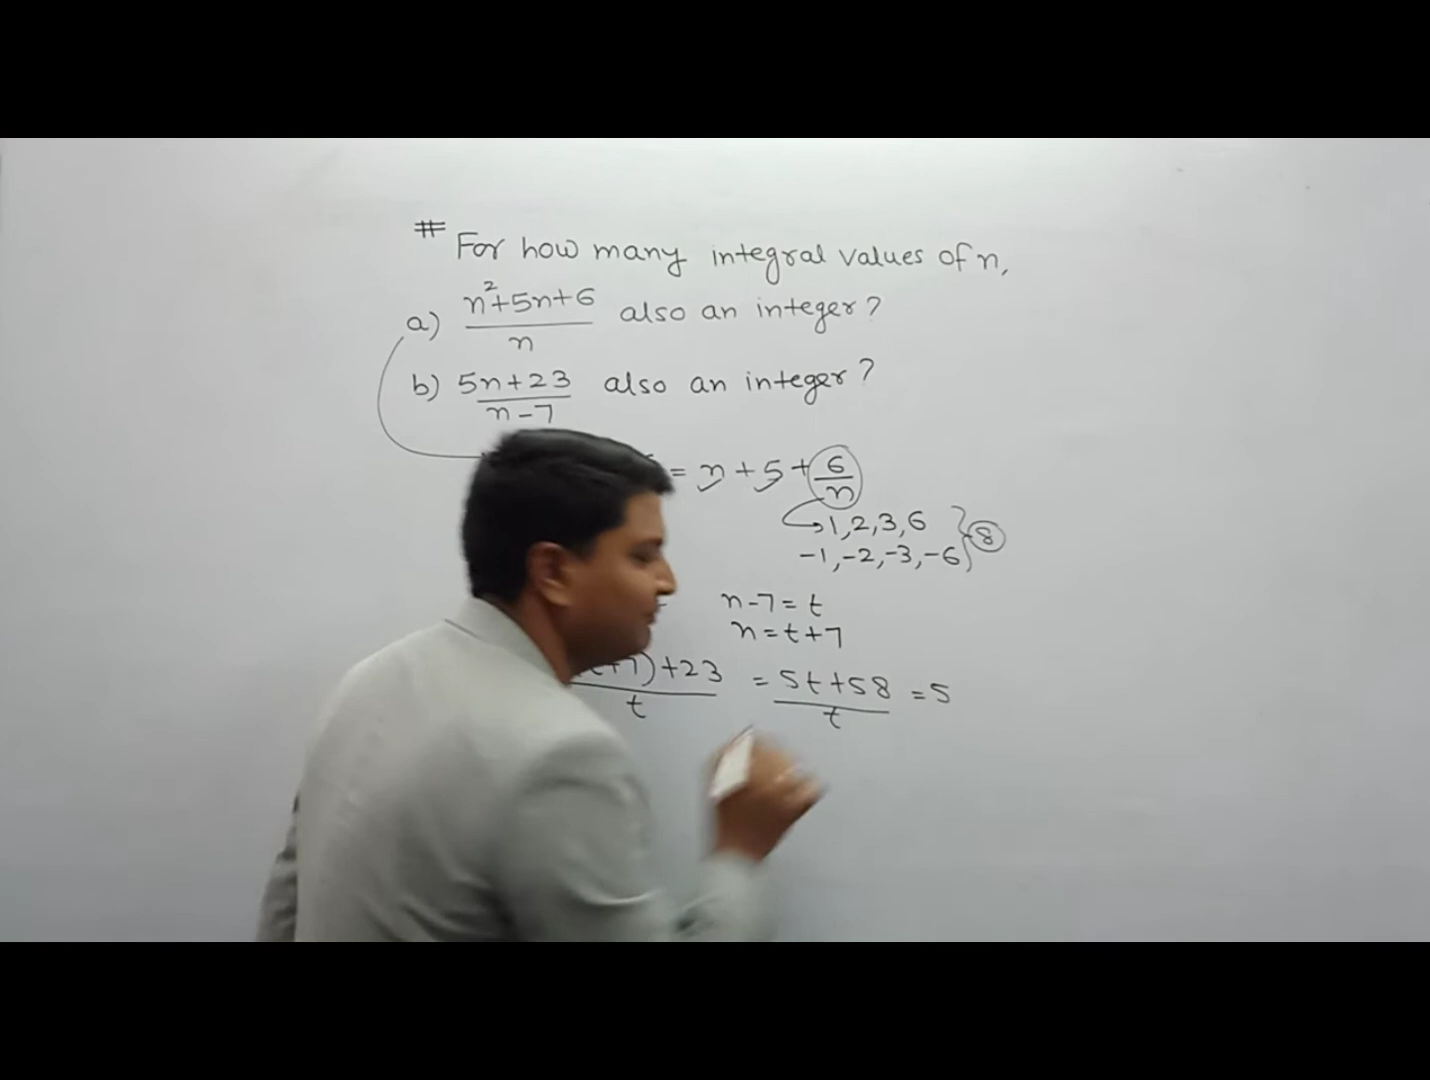 # For how many integral values of n,
a) n²+5n+6 / n also an integer?
b) 5n+23 / n-7 also an integer?
= n + 5 + 6/n
→ 1, 2, 3, 6
-1, -2, -3, -6 } 8
n-7 = t
n = t+7
+7)+23 / t = 5t+58 / t = 5